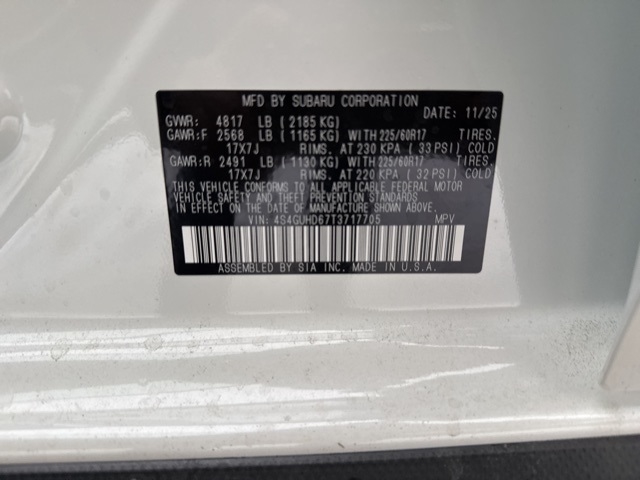 MFD BY SUBARU CORPORATION
DATE: 11/25
GVWR: 4817 LB (2185 KG)
GAWR:F 2568 LB (1165 KG) WITH 225/60R17 TIRES.
17X7J RIMS. AT 230 KPA (33 PSI) COLD
GAWR:R 2491 LB (1130 KG) WITH 225/60R17 TIRES.
17X7J RIMS. AT 220 KPA (32 PSI) COLD
THIS VEHICLE CONFORMS TO ALL APPLICABLE FEDERAL MOTOR
VEHICLE SAFETY AND THEFT PREVENTION STANDARDS
IN EFFECT ON THE DATE OF MANUFACTURE SHOWN ABOVE.
VIN: 4S4GUHD67T3717705 MPV
ASSEMBLED BY SIA INC. MADE IN U.S.A.